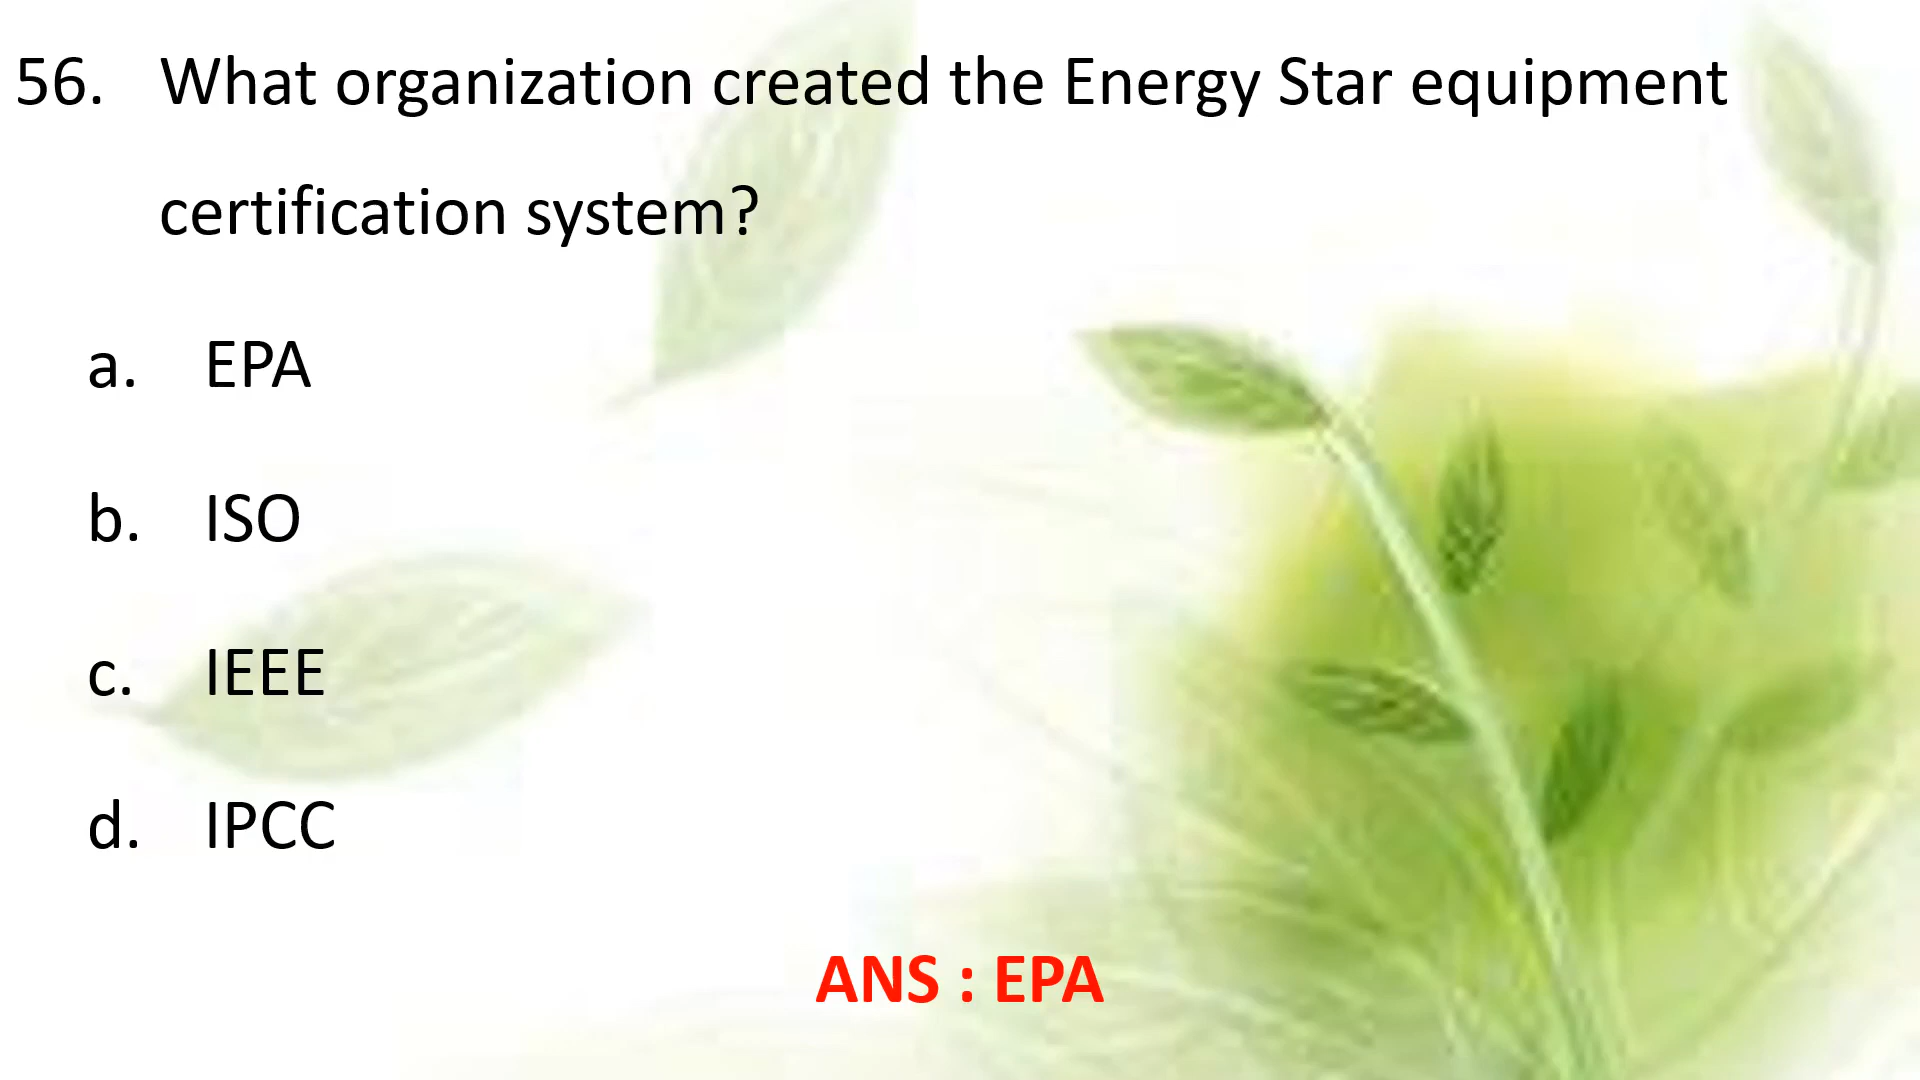 56. What organization created the Energy Star equipment
certification system?
a. EPA
b. ISO
c. IEEE
d. IPCC
ANS : EPA